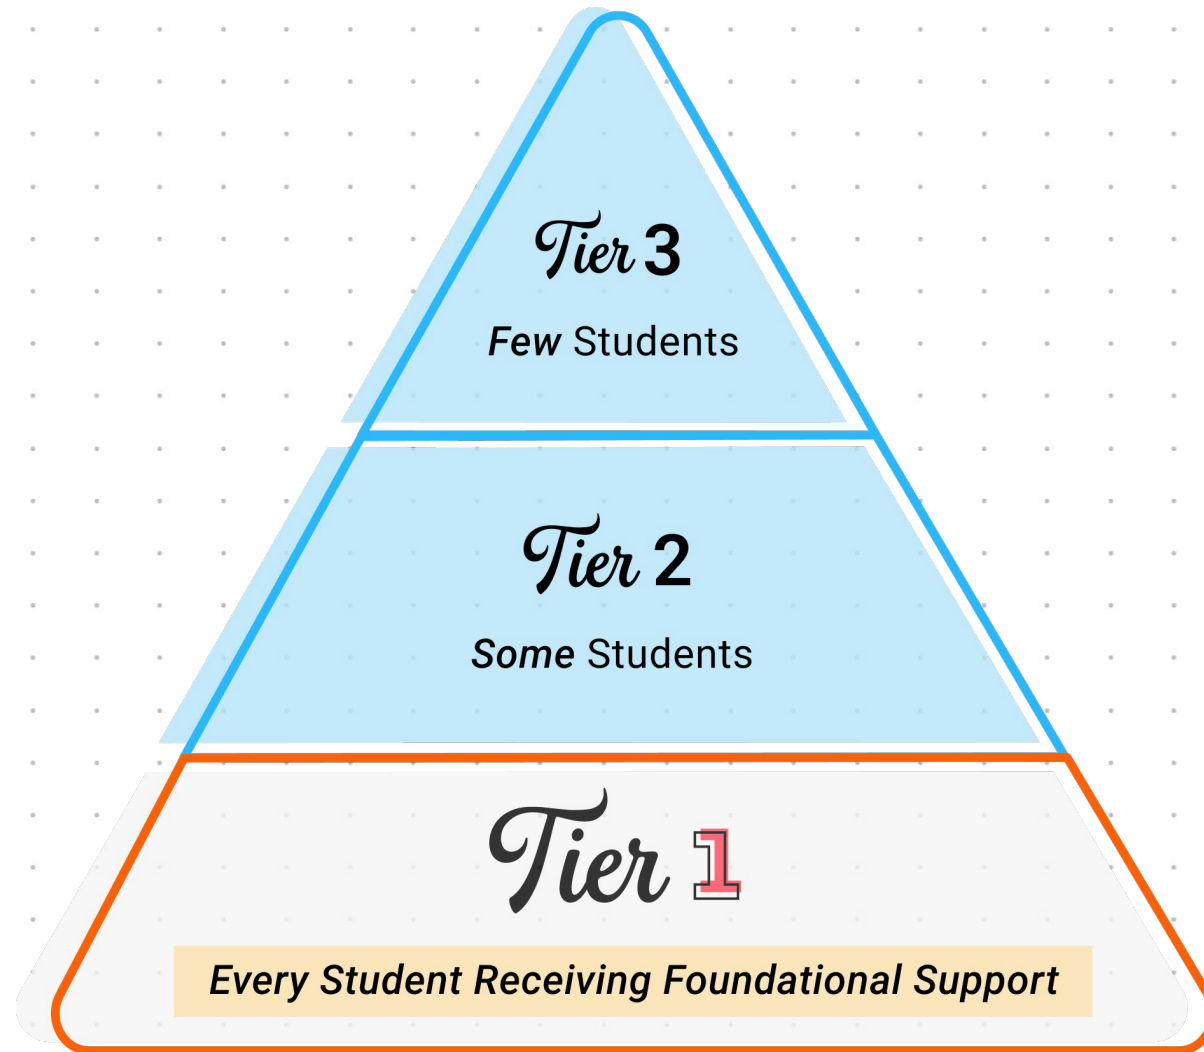 Tier 3
Few Students
Tier 2
Some Students
Tier 1
Every Student Receiving Foundational Support